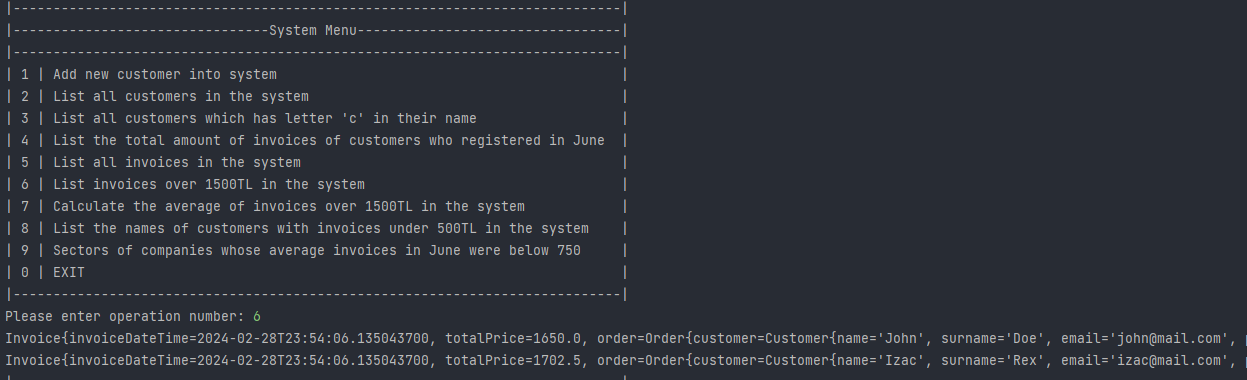 |----------------------------------------------------------------------------|
|--------------------------------System Menu---------------------------------|
|----------------------------------------------------------------------------|
| 1 | Add new customer into system                                           |
| 2 | List all customers in the system                                       |
| 3 | List all customers which has letter 'c' in their name                  |
| 4 | List the total amount of invoices of customers who registered in June  |
| 5 | List all invoices in the system                                        |
| 6 | List invoices over 1500TL in the system                                |
| 7 | Calculate the average of invoices over 1500TL in the system            |
| 8 | List the names of customers with invoices under 500TL in the system    |
| 9 | Sectors of companies whose average invoices in June were below 750     |
| 0 | EXIT                                                                   |
|----------------------------------------------------------------------------|
Please enter operation number: 6
Invoice{invoiceDateTime=2024-02-28T23:54:06.135043700, totalPrice=1650.0, order=Order{customer=Customer{name='John', surname='Doe', email='john@mail.com',
Invoice{invoiceDateTime=2024-02-28T23:54:06.135043700, totalPrice=1702.5, order=Order{customer=Customer{name='Izac', surname='Rex', email='izac@mail.com',